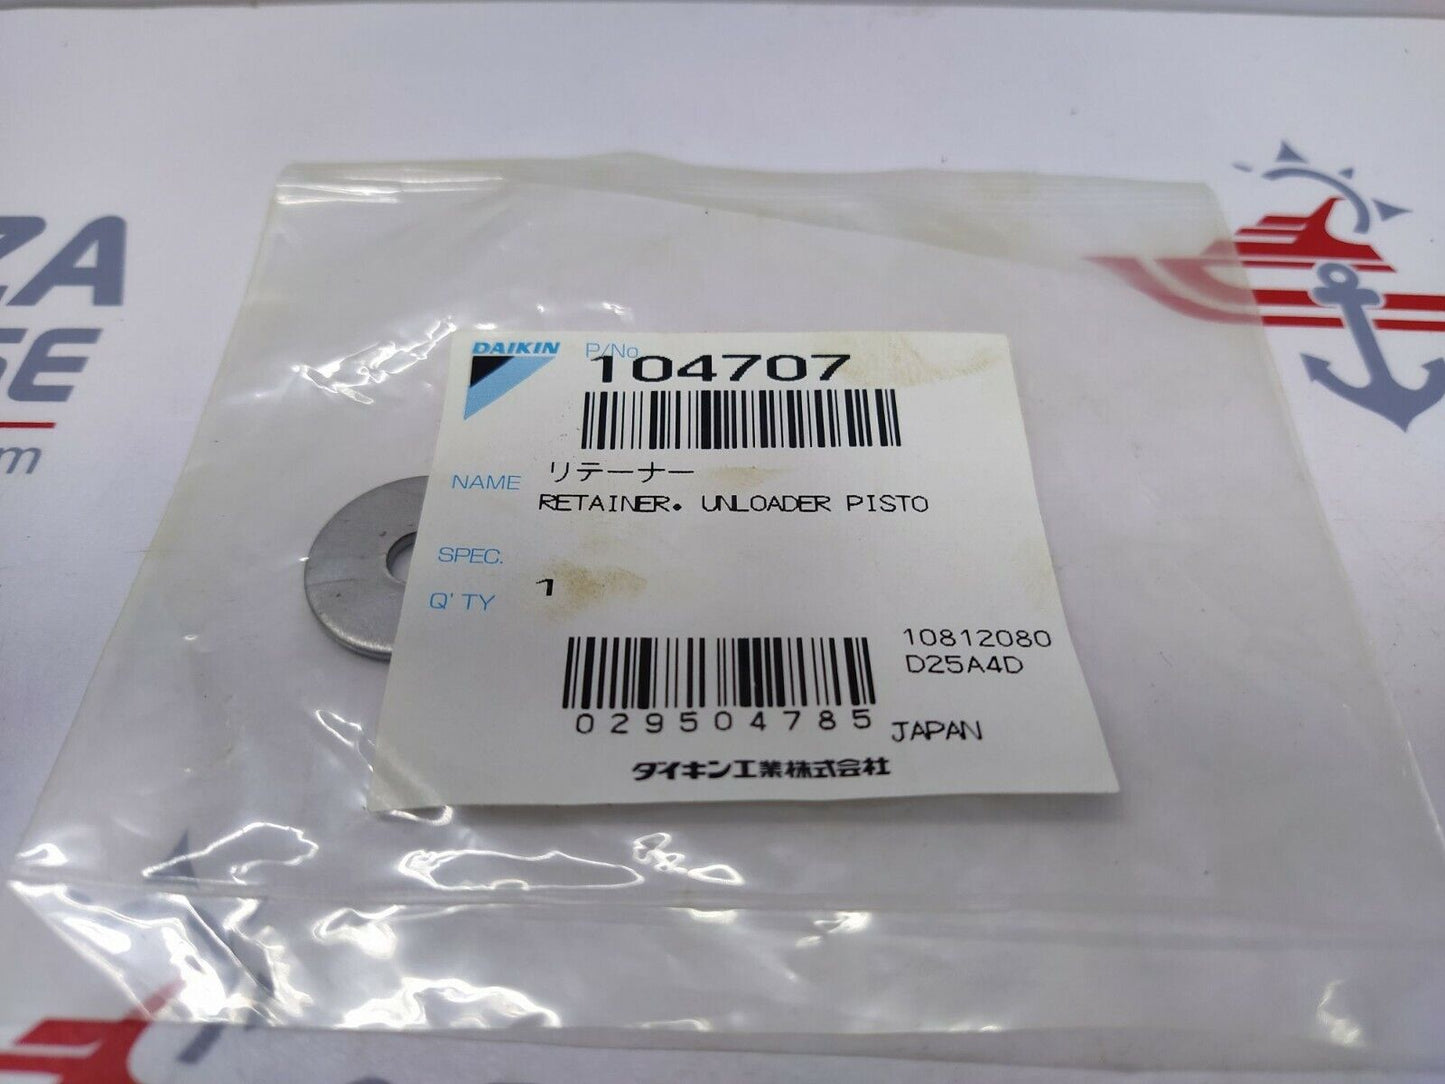 ZA
SE
m
DAIKIN
P/No.
104707
NAME リテーナー
RETAINER. UNLOADER PISTO
SPEC.
Q'TY 1
10812080
D25A4D
029504785
JAPAN
ダイキン工業株式会社